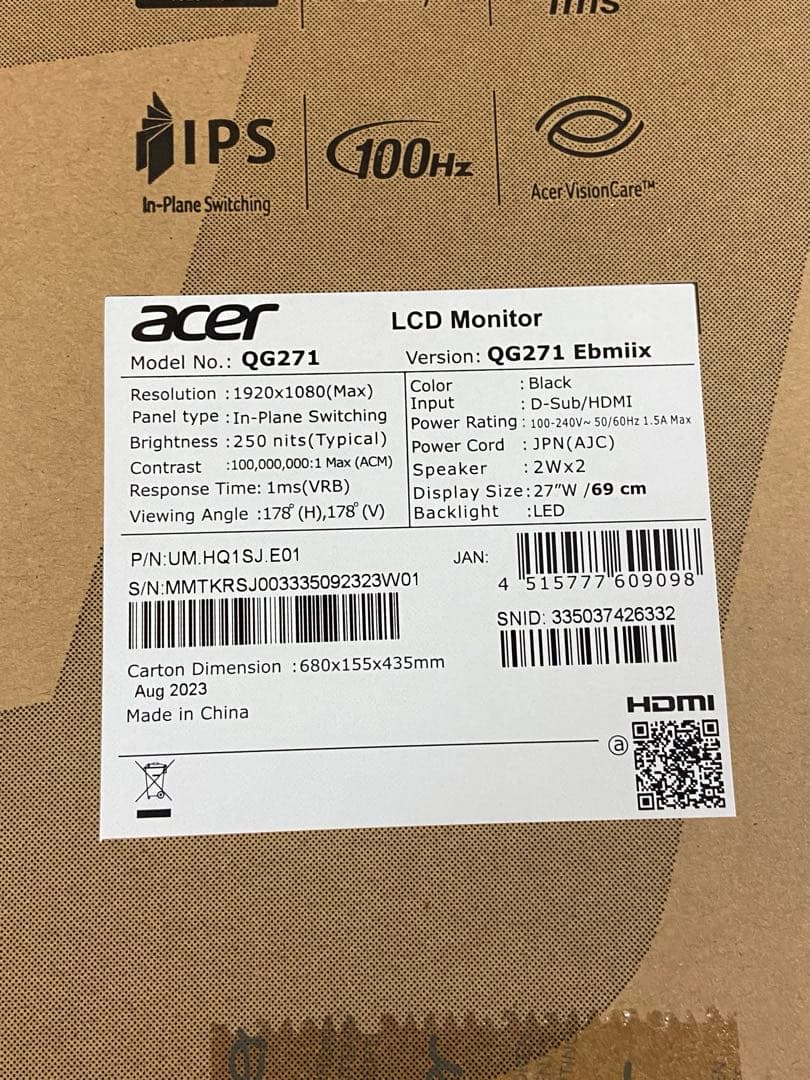 ms
IPS
In-Plane Switching
100Hz
Acer VisionCare™
acer
LCD Monitor
Model No.: QG271
Version: QG271 Ebmiix
Resolution :1920x1080(Max)
Panel type :In-Plane Switching
Brightness :250 nits(Typical)
Contrast :100,000,000:1 Max (ACM)
Response Time: 1ms(VRB)
Viewing Angle :178°(H),178°(V)
Color : Black
Input : D-Sub/HDMI
Power Rating : 100-240V~ 50/60Hz 1.5A Max
Power Cord : JPN(AJC)
Speaker : 2Wx2
Display Size:27"W /69 cm
Backlight :LED
P/N:UM.HQ1SJ.E01
S/N:MMTKRSJ003335092323W01
JAN:
4 515777 609098
SNID: 335037426332
Carton Dimension :680x155x435mm
Aug 2023
Made in China
HDMI
a